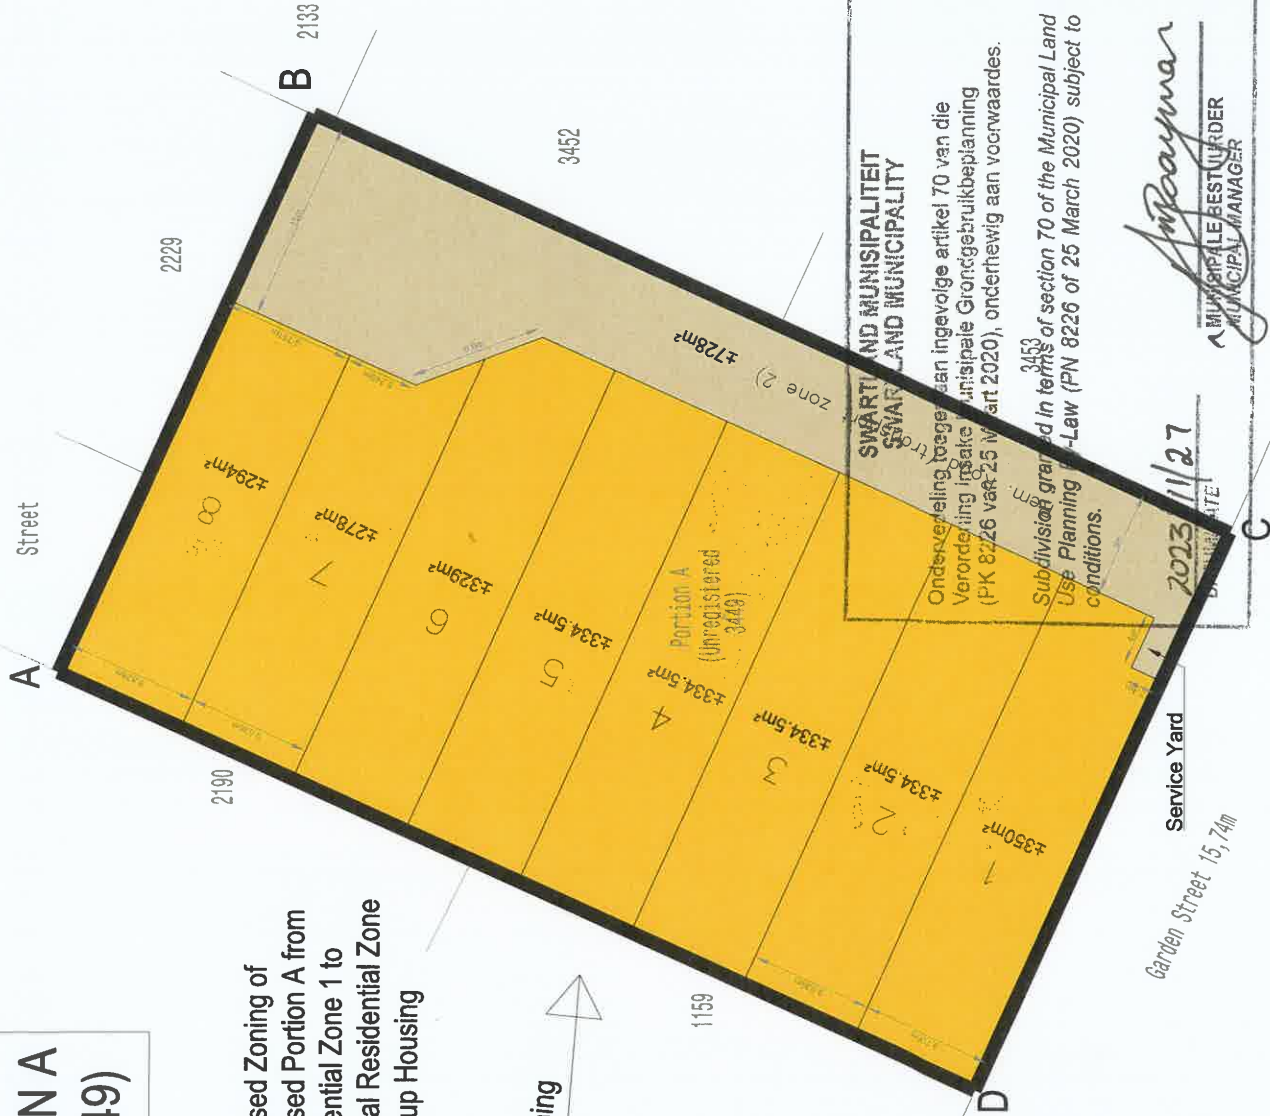 N A
49)
sed Zoning of
sed Portion A from
ential Zone 1 to
al Residential Zone
up Housing
ning
Street
A
B
C
D
2133
2229
3452
3453
2190
1159
8
±294m²
7
±278m²
6
±329m²
5
±334.5m²
Portion A
(Unregistered
3449)
4
±334.5m²
3
±334.5m²
2
±334.5m²
1
±350m²
±728m²
zone 2)
Service Yard
Garden Street 15,74m
SWARTLAND MUNISIPALITEIT
SWARTLAND MUNICIPALITY
Onderverdeling toegestaan ingevolge artikel 70 van die
Verordening insake Munisipale Grondgebruikbeplanning
(PK 8226 van 25 Maart 2020), onderhewig aan voorwaardes.
Subdivision granted in terms of section 70 of the Municipal Land
Use Planning By-Law (PN 8226 of 25 March 2020) subject to
conditions.
2023/11/27
DATUM/DATE
MUNISIPALE BESTUURDER
MUNICIPAL MANAGER